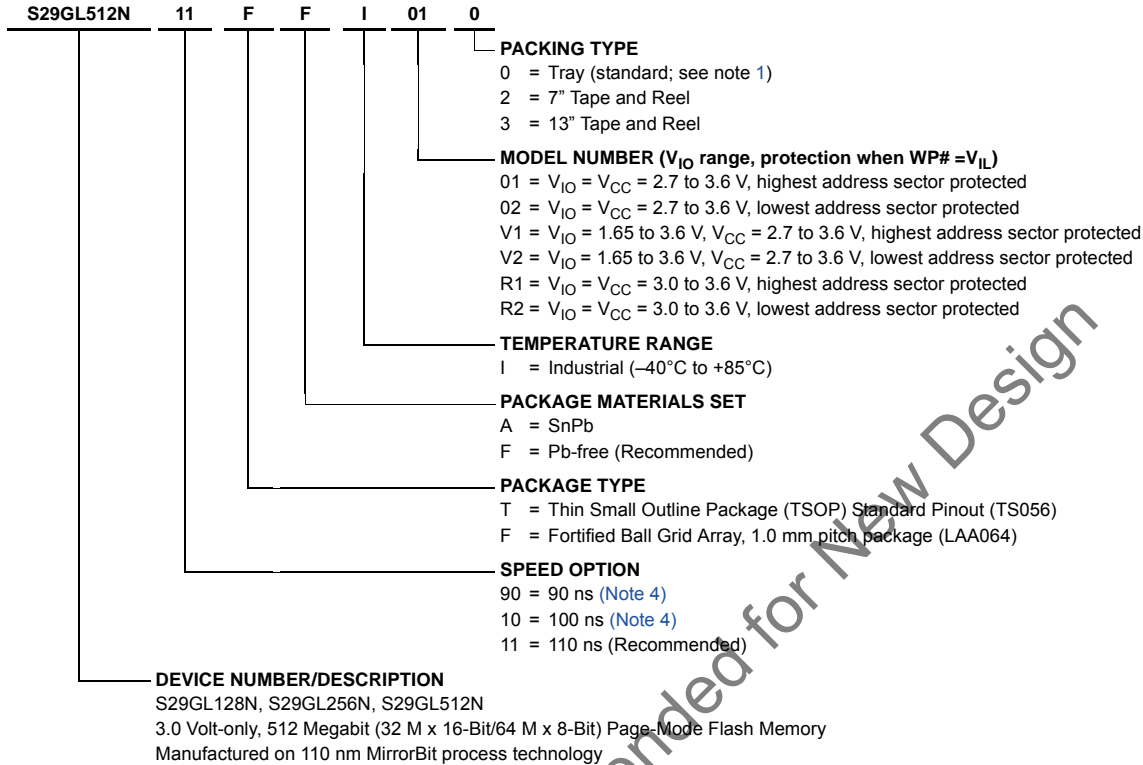 S29GL512N 11 F F I 01 0
PACKING TYPE
0 = Tray (standard; see note 1)
2 = 7” Tape and Reel
3 = 13” Tape and Reel
MODEL NUMBER (VIO range, protection when WP# =VIL)
01 = VIO = VCC = 2.7 to 3.6 V, highest address sector protected
02 = VIO = VCC = 2.7 to 3.6 V, lowest address sector protected
V1 = VIO = 1.65 to 3.6 V, VCC = 2.7 to 3.6 V, highest address sector protected
V2 = VIO = 1.65 to 3.6 V, VCC = 2.7 to 3.6 V, lowest address sector protected
R1 = VIO = VCC = 3.0 to 3.6 V, highest address sector protected
R2 = VIO = VCC = 3.0 to 3.6 V, lowest address sector protected
TEMPERATURE RANGE
I = Industrial (–40°C to +85°C)
PACKAGE MATERIALS SET
A = SnPb
F = Pb-free (Recommended)
PACKAGE TYPE
T = Thin Small Outline Package (TSOP) Standard Pinout (TS056)
F = Fortified Ball Grid Array, 1.0 mm pitch package (LAA064)
SPEED OPTION
90 = 90 ns (Note 4)
10 = 100 ns (Note 4)
11 = 110 ns (Recommended)
DEVICE NUMBER/DESCRIPTION
S29GL128N, S29GL256N, S29GL512N
3.0 Volt-only, 512 Megabit (32 M x 16-Bit/64 M x 8-Bit) Page-Mode Flash Memory
Manufactured on 110 nm MirrorBit process technology
for New Design